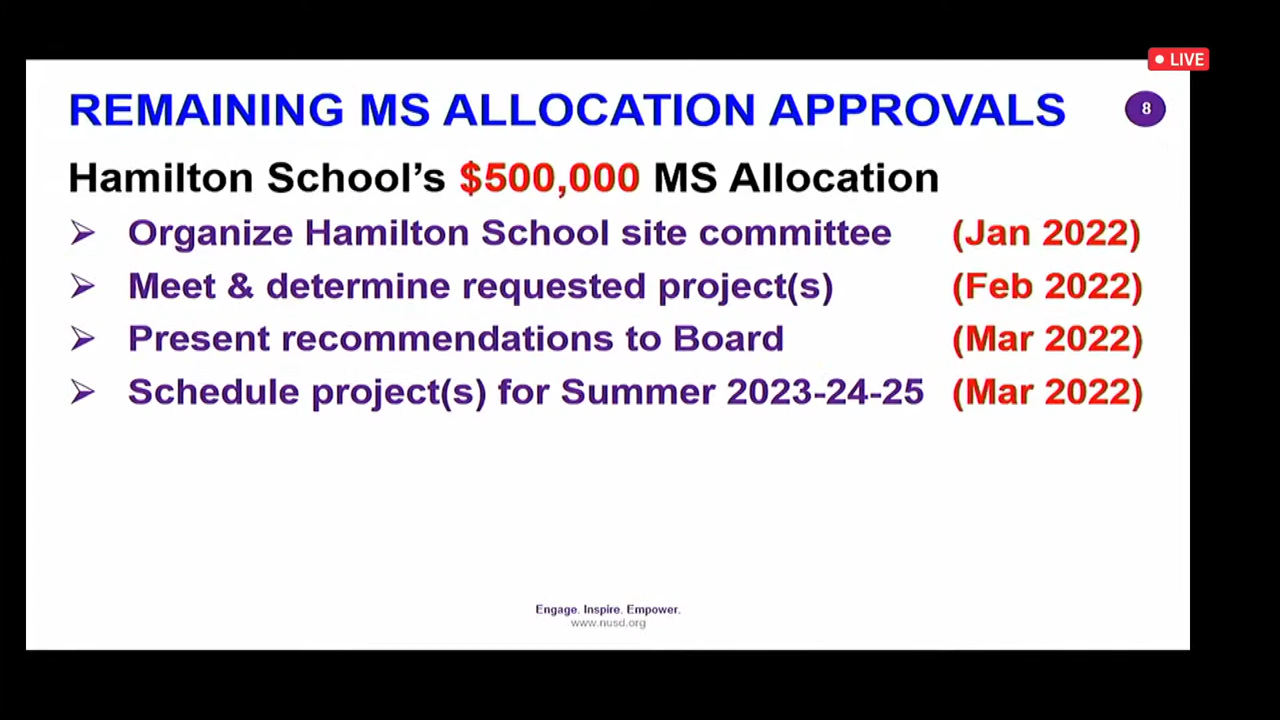 LIVE
REMAINING MS ALLOCATION APPROVALS
8
Hamilton School’s $500,000 MS Allocation
➢ Organize Hamilton School site committee (Jan 2022)
➢ Meet & determine requested project(s) (Feb 2022)
➢ Present recommendations to Board (Mar 2022)
➢ Schedule project(s) for Summer 2023-24-25 (Mar 2022)
Engage. Inspire. Empower.
www.nusd.org